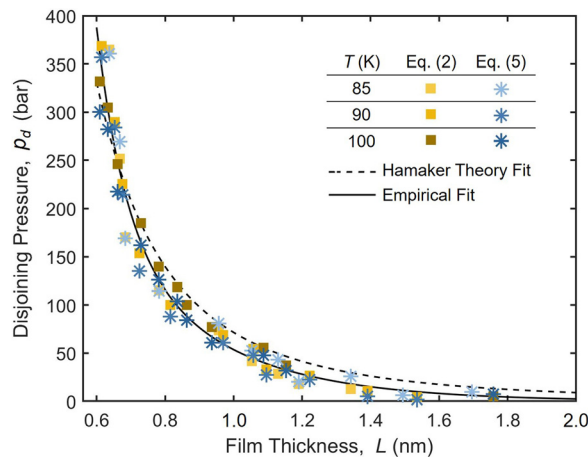 T (K) Eq. (2) Eq. (5)
85
90
100
Hamaker Theory Fit
Empirical Fit
Disjoining Pressure, p_d (bar)
400
350
300
250
200
150
100
50
0
0.6 0.8 1.0 1.2 1.4 1.6 1.8 2.0
Film Thickness, L (nm)